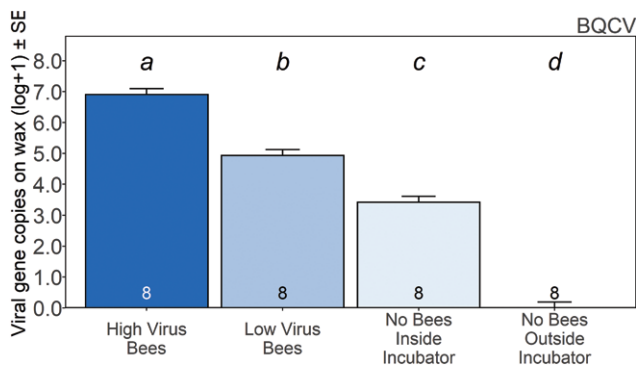 BQCV
Viral gene copies on wax (log+1) ± SE
8.0
7.0
6.0
5.0
4.0
3.0
2.0
1.0
0.0
a b c d
8 8 8 8
High Virus
Bees
Low Virus
Bees
No Bees
Inside
Incubator
No Bees
Outside
Incubator